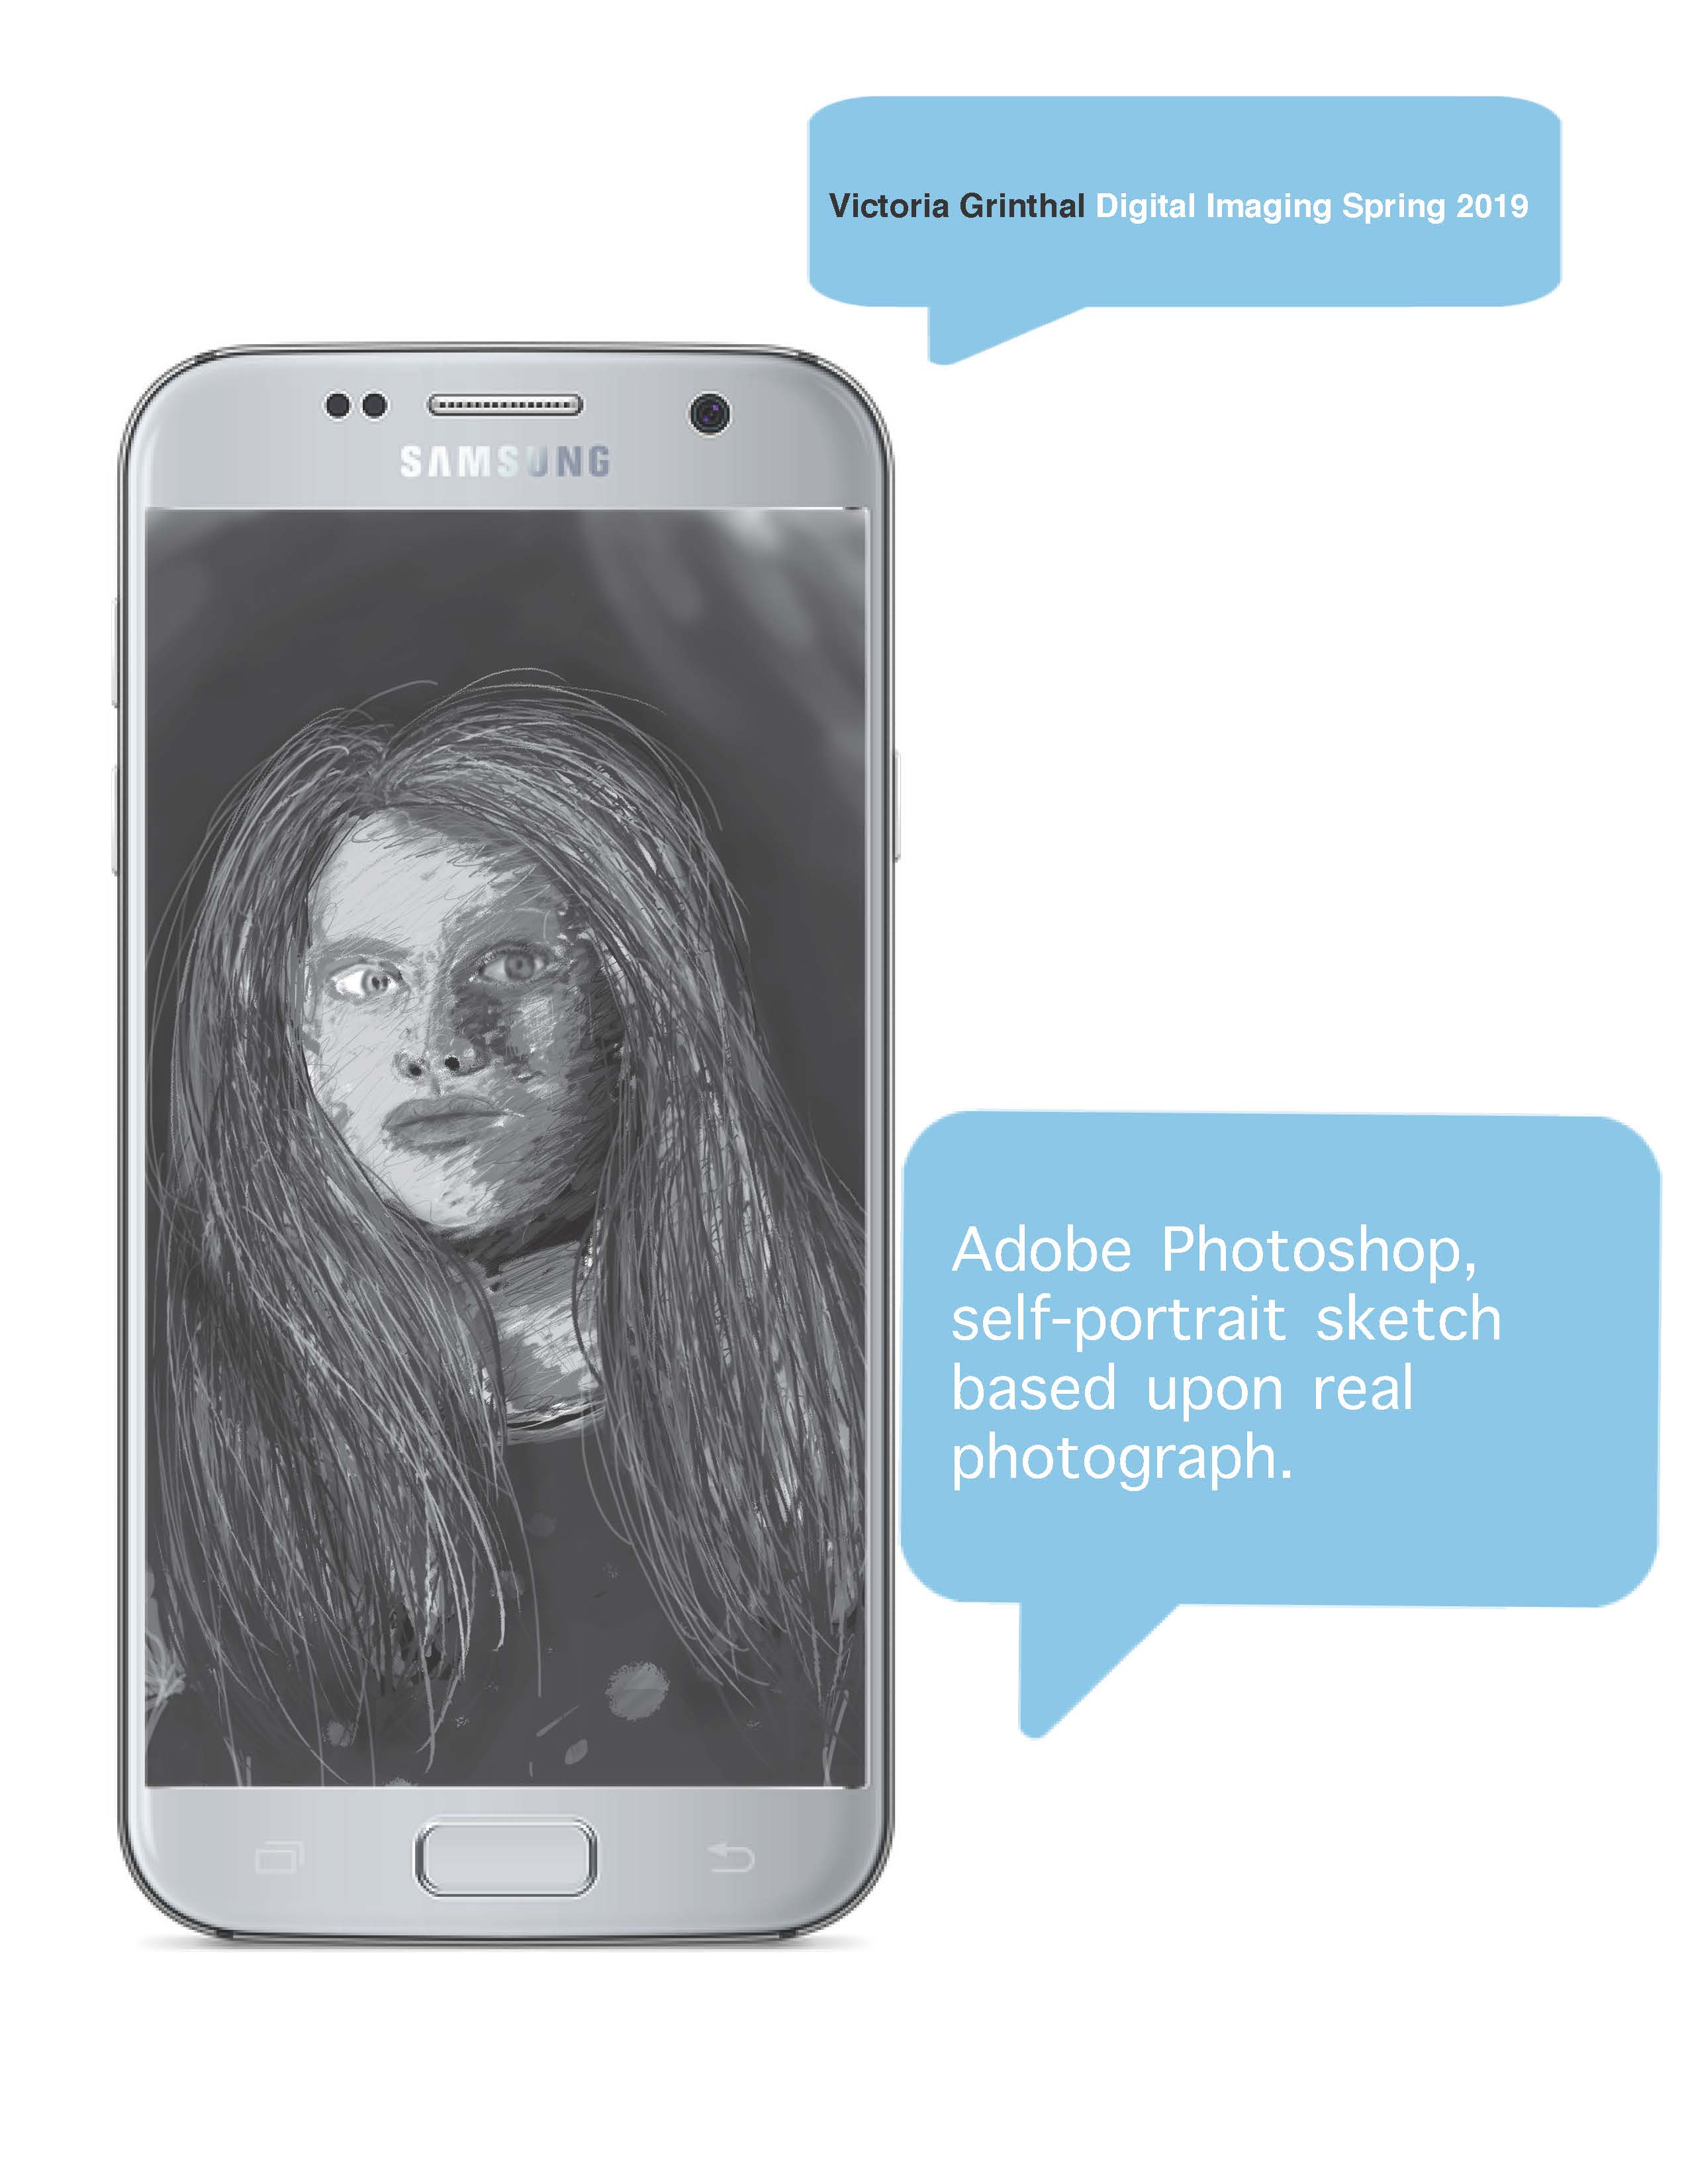 Victoria Grinthal Digital Imaging Spring 2019
SAMSUNG
Adobe Photoshop,
self-portrait sketch
based upon real
photograph.